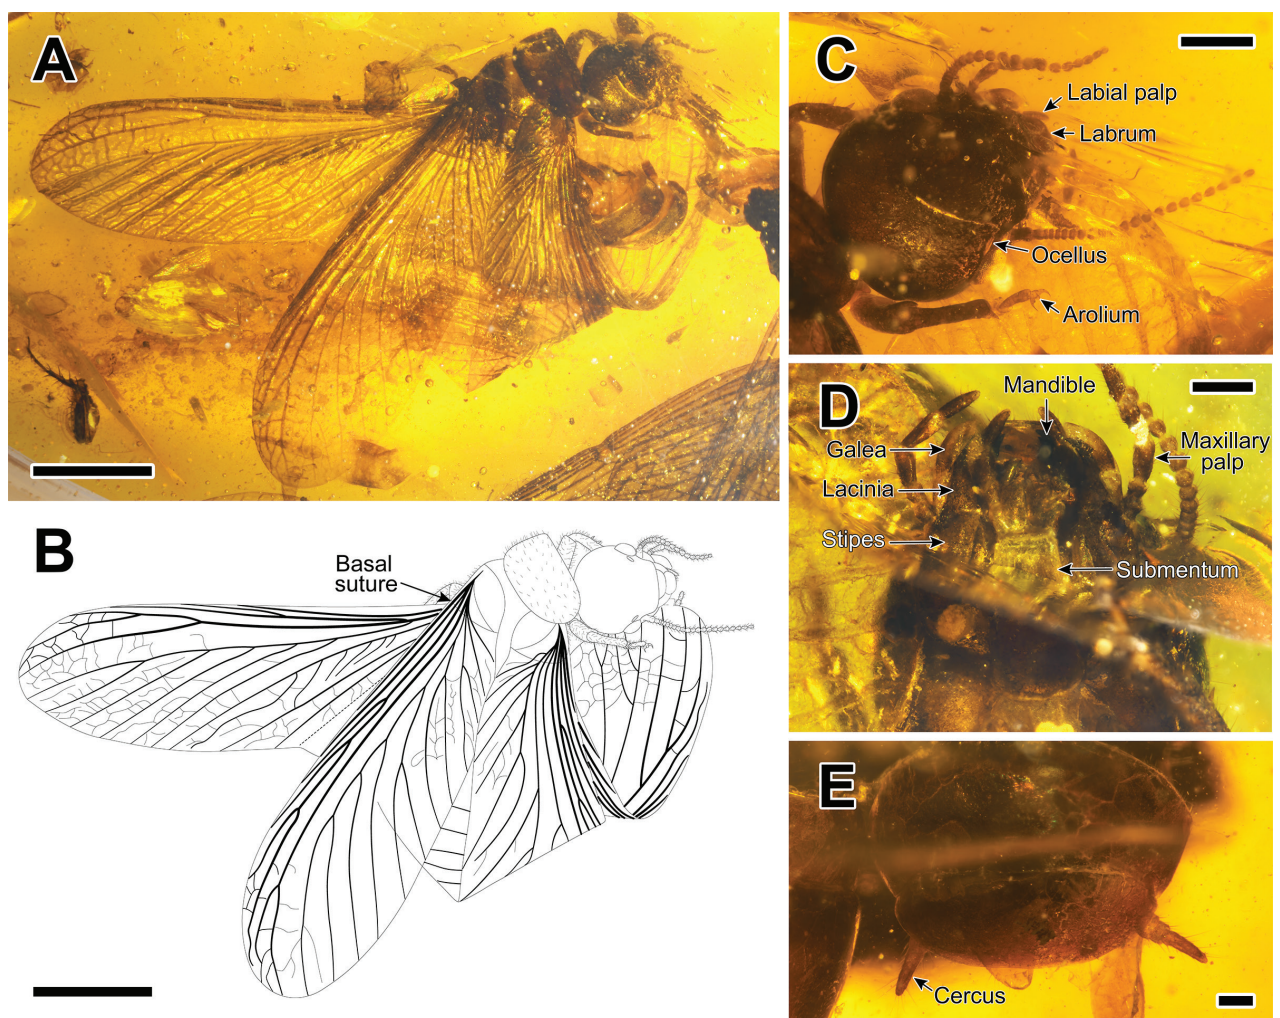 A
B
Basal
suture
C
Labial palp
Labrum
Ocellus
Arolium
D
Mandible
Galea
Maxillary
palp
Lacinia
Stipes
Submentum
E
Cercus